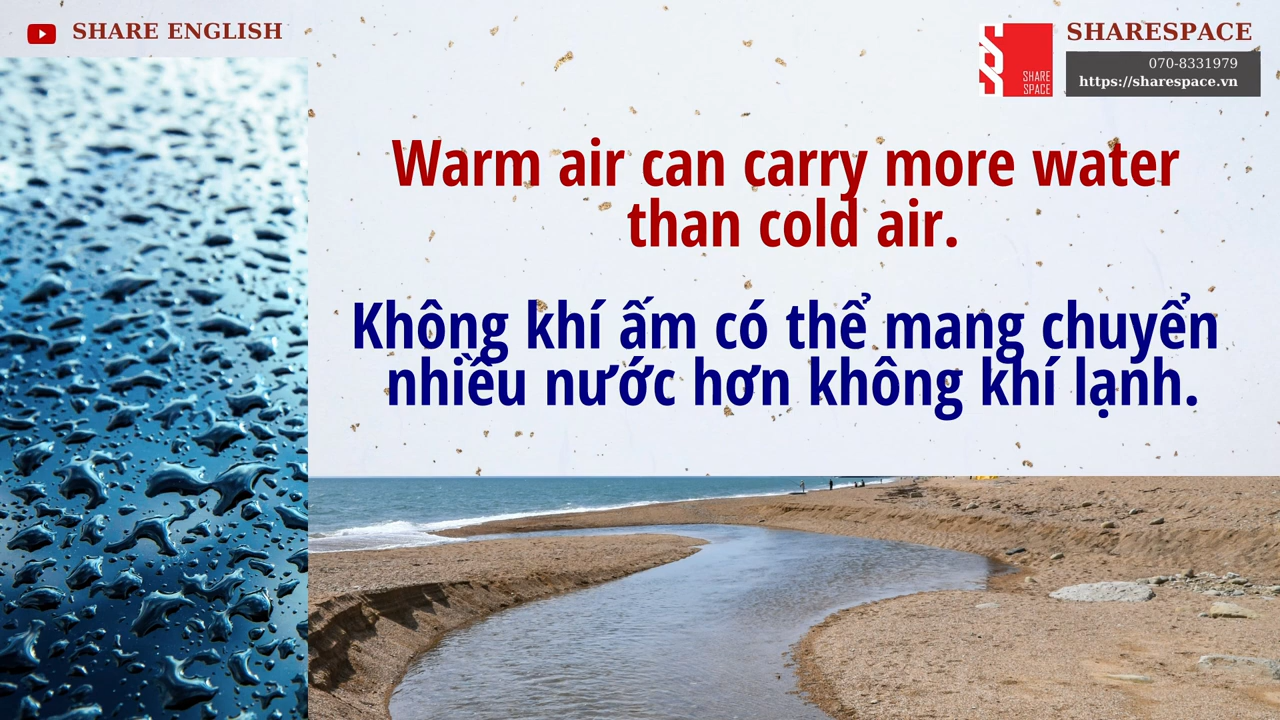 SHARE ENGLISH
SHARESPACE
070-8331979
https://sharespace.vn
SHARE
SPACE
Warm air can carry more water
than cold air.
Không khí ấm có thể mang chuyển
nhiều nước hơn không khí lạnh.